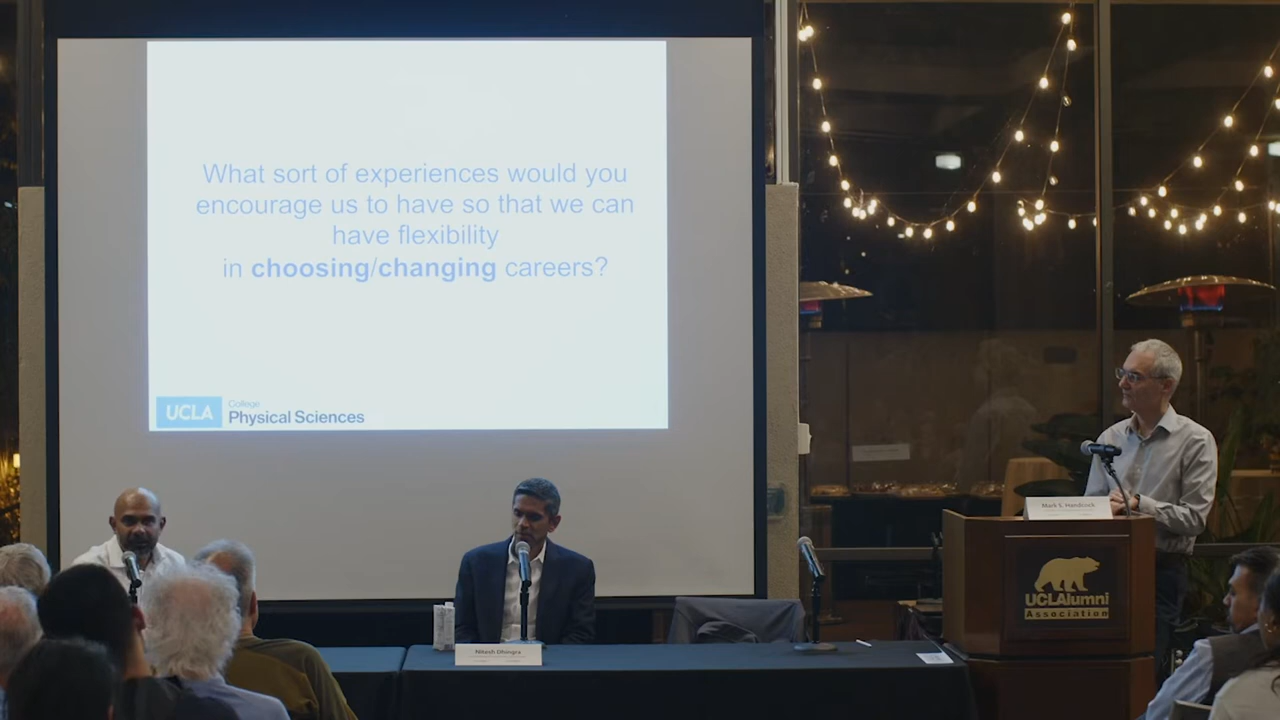 What sort of experiences would you
encourage us to have so that we can
have flexibility
in choosing/changing careers?
UCLA
College
Physical Sciences
Mark S. Handcock
UCLAlumni
Association
Nitash Dhingra